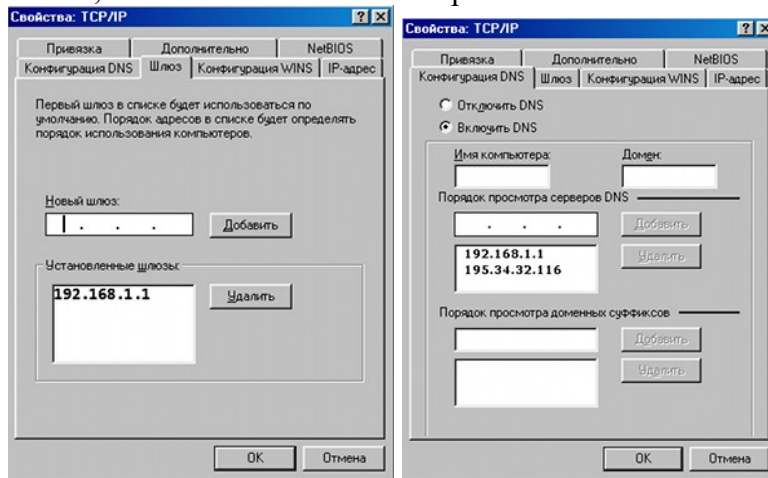 Свойства: TCP/IP
Привязка
Дополнительно
NetBIOS
Конфигурация DNS
Шлюз
Конфигурация WINS
IP-адрес
Первый шлюз в списке будет использоваться по
умолчанию. Порядок адресов в списке будет определять
порядок использования компьютеров.
Новый шлюз:
. . .
Добавить
Установленные шлюзы:
192.168.1.1
Удалить
OK
Отмена
Свойства: TCP/IP
Привязка
Дополнительно
NetBIOS
Конфигурация DNS
Шлюз
Конфигурация WINS
IP-адрес
Отключить DNS
Включить DNS
Имя компьютера:
Домен:
Порядок просмотра серверов DNS
. . .
Добавить
192.168.1.1
195.34.32.116
Удалить
Порядок просмотра доменных суффиксов
Добавить
Удалить
OK
Отмена